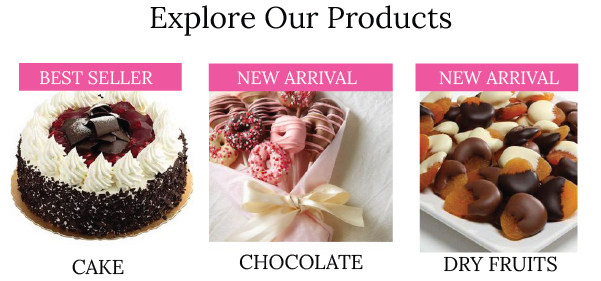 Explore Our Products
BEST SELLER
NEW ARRIVAL
NEW ARRIVAL
CAKE
CHOCOLATE
DRY FRUITS